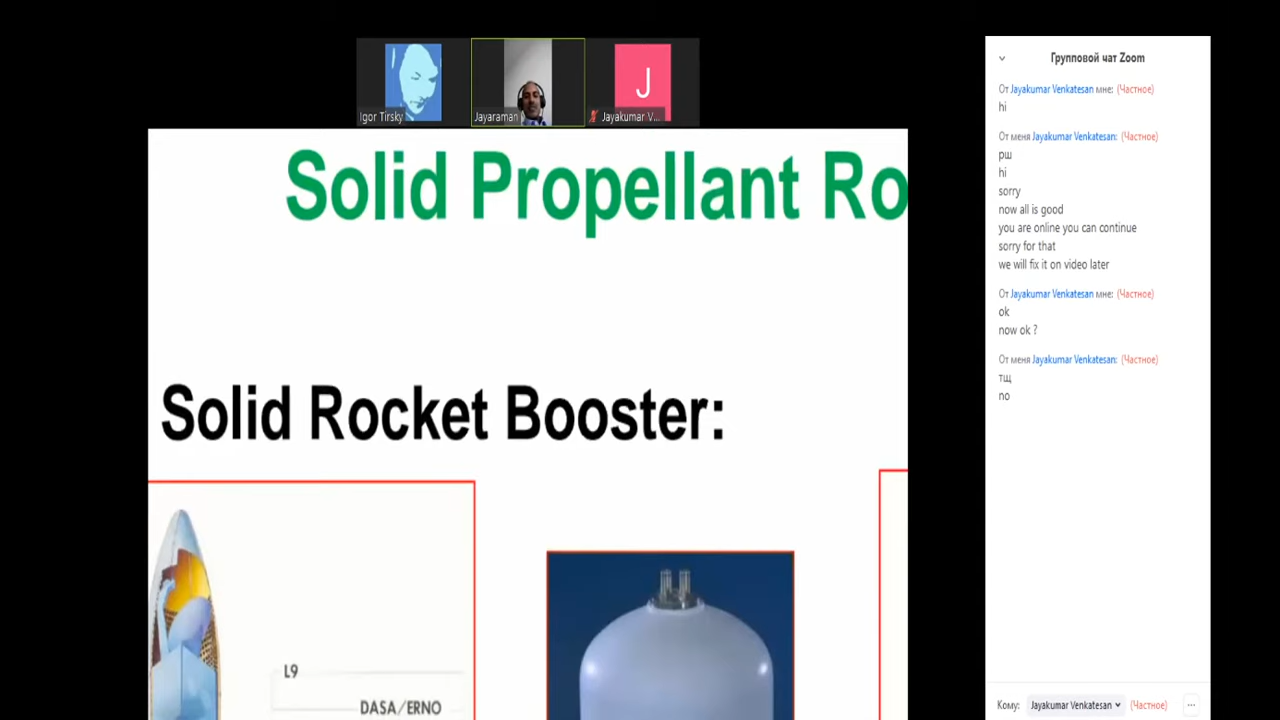 Igor Tirsky
Jayaraman
J
Jayakumar V...
Solid Propellant Ro
Solid Rocket Booster:
L9
DASA/ERNO
Групповой чат Zoom
От Jayakumar Venkatesan мне: (Частное)
hi
От меня Jayakumar Venkatesan: (Частное)
рш
hi
sorry
now all is good
you are online you can continue
sorry for that
we will fix it on video later
От Jayakumar Venkatesan мне: (Частное)
ok
now ok ?
От меня Jayakumar Venkatesan: (Частное)
тщ
no
Кому: Jayakumar Venkatesan (Частное)